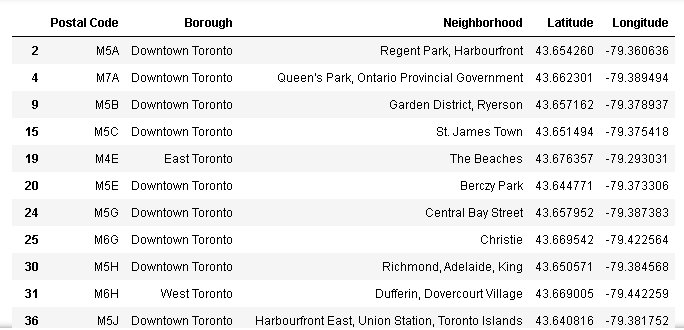 Postal Code Borough Neighborhood Latitude Longitude
2 M5A Downtown Toronto Regent Park, Harbourfront 43.654260 -79.360636
4 M7A Downtown Toronto Queen's Park, Ontario Provincial Government 43.662301 -79.389494
9 M5B Downtown Toronto Garden District, Ryerson 43.657162 -79.378937
15 M5C Downtown Toronto St. James Town 43.651494 -79.375418
19 M4E East Toronto The Beaches 43.676357 -79.293031
20 M5E Downtown Toronto Berczy Park 43.644771 -79.373306
24 M5G Downtown Toronto Central Bay Street 43.657952 -79.387383
25 M6G Downtown Toronto Christie 43.669542 -79.422564
30 M5H Downtown Toronto Richmond, Adelaide, King 43.650571 -79.384568
31 M6H West Toronto Dufferin, Dovercourt Village 43.669005 -79.442259
36 M5J Downtown Toronto Harbourfront East, Union Station, Toronto Islands 43.640816 -79.381752